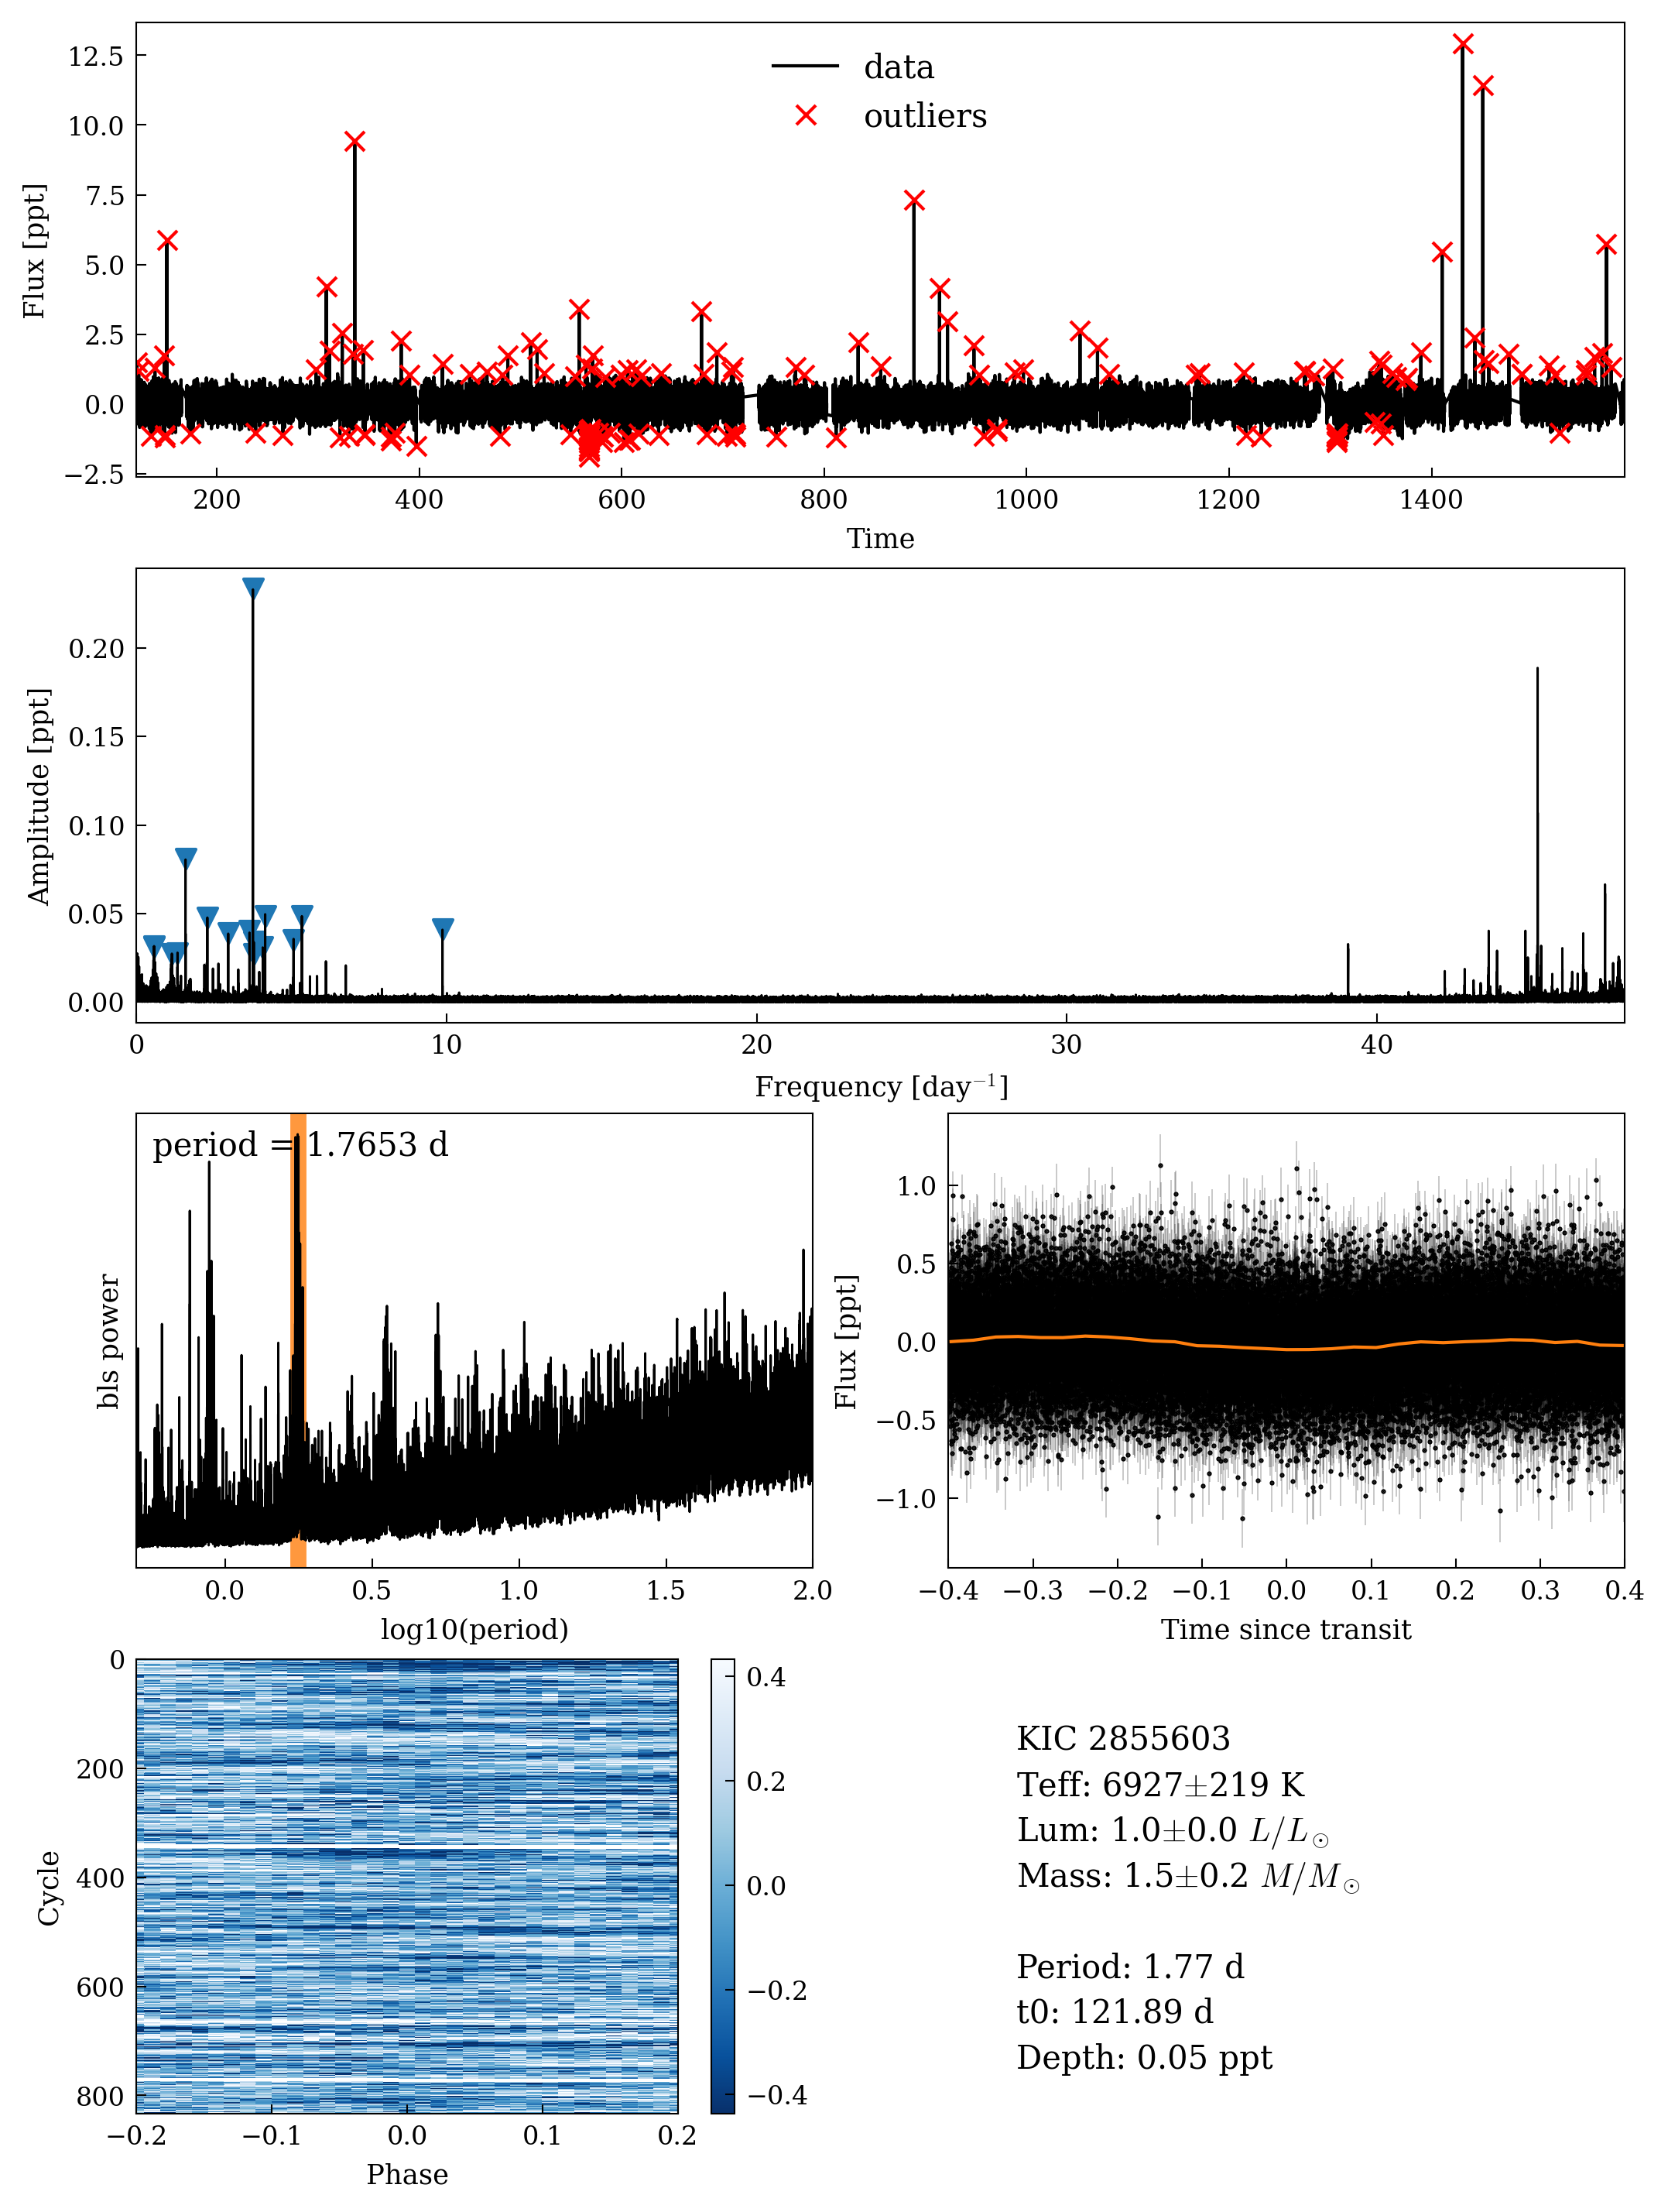 12.5
10.0
7.5
5.0
2.5
0.0
−2.5
Flux [ppt]
data
outliers
200 400 600 800 1000 1200 1400
Time
0.20
0.15
0.10
0.05
0.00
Amplitude [ppt]
0 10 20 30 40
Frequency [day⁻¹]
period = 1.7653 d
bls power
0.0 0.5 1.0 1.5 2.0
log10(period)
1.0
0.5
0.0
−0.5
−1.0
Flux [ppt]
−0.4 −0.3 −0.2 −0.1 0.0 0.1 0.2 0.3 0.4
Time since transit
0
200
400
600
800
Cycle
−0.2 −0.1 0.0 0.1 0.2
Phase
0.4
0.2
0.0
−0.2
−0.4
KIC 2855603
Teff: 6927±219 K
Lum: 1.0±0.0 L/L⊙
Mass: 1.5±0.2 M/M⊙
Period: 1.77 d
t0: 121.89 d
Depth: 0.05 ppt